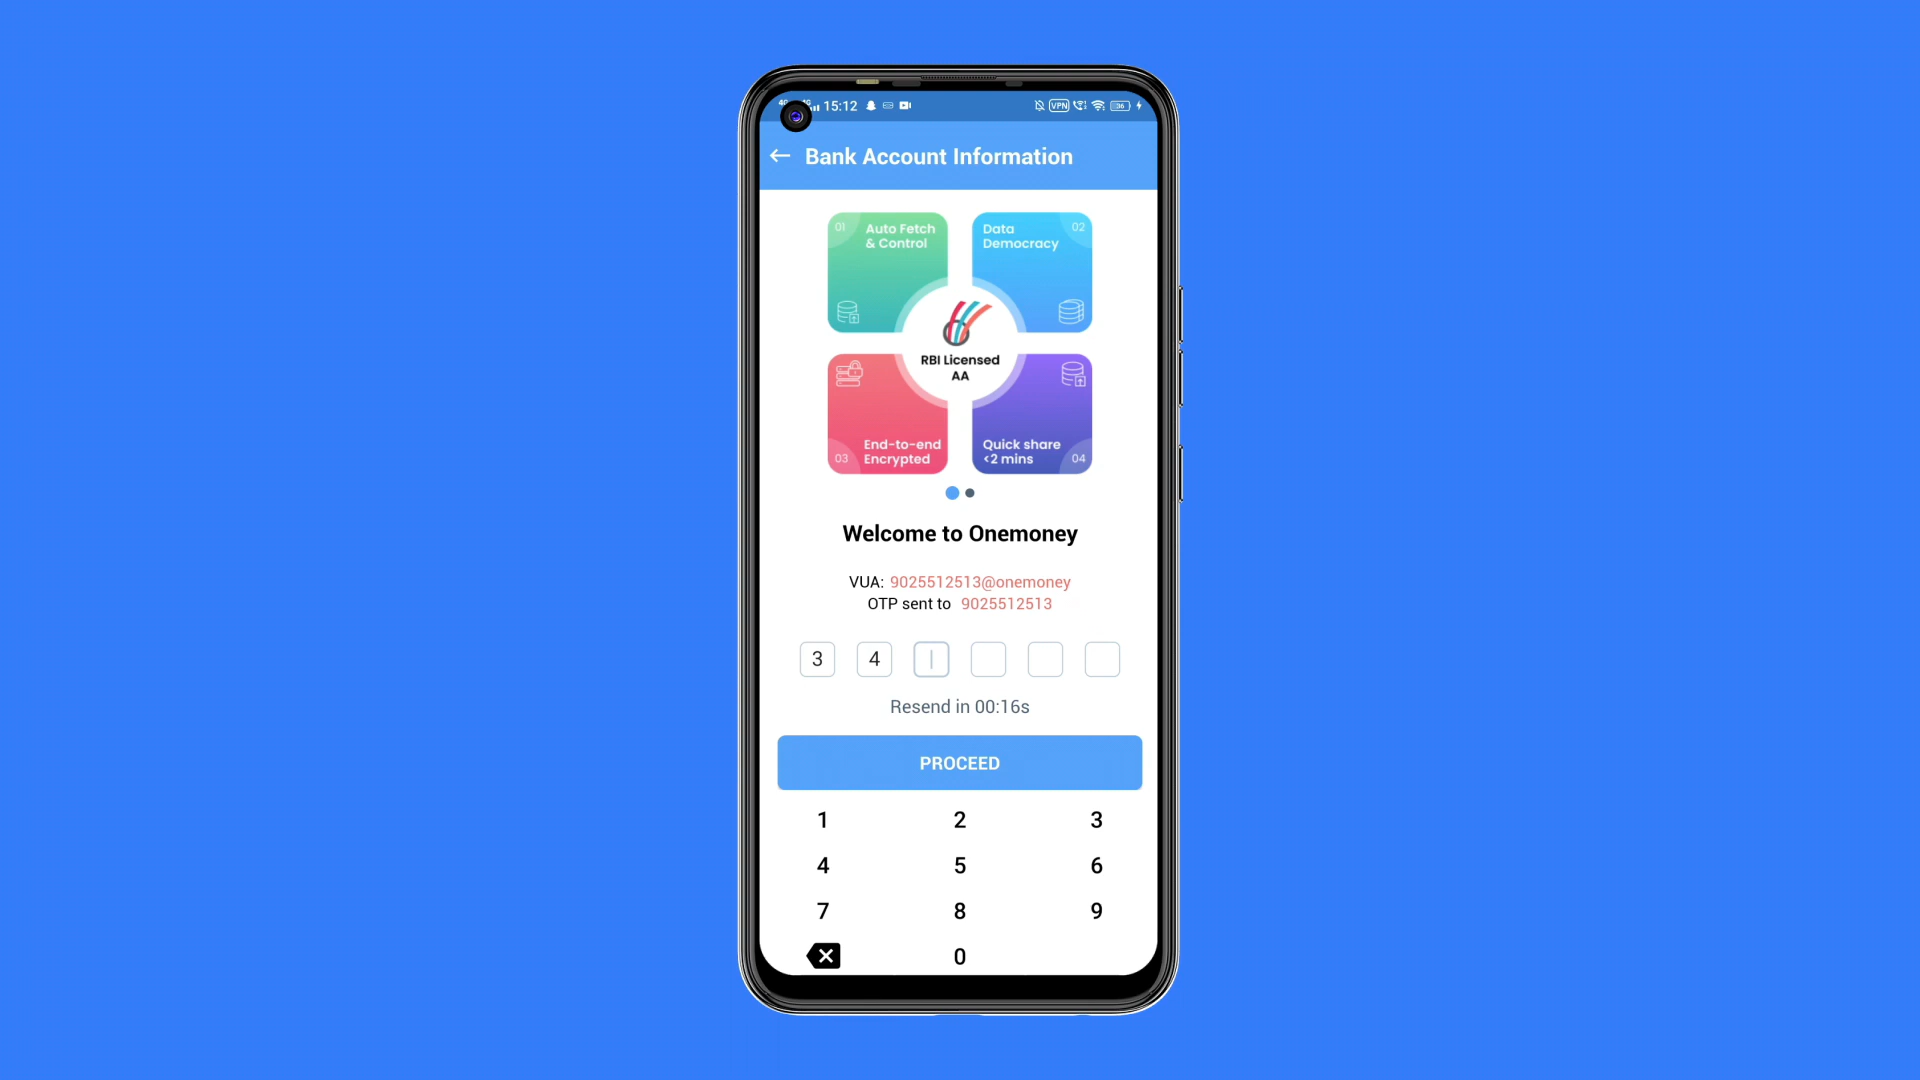 15:12
VPN
36
Bank Account Information
01
Auto Fetch
& Control
Data
Democracy
02
RBI Licensed
AA
03
End-to-end
Encrypted
Quick share
<2 mins
04
Welcome to Onemoney
VUA: 9025512513@onemoney
OTP sent to 9025512513
3 4
Resend in 00:16s
PROCEED
1 2 3
4 5 6
7 8 9
0